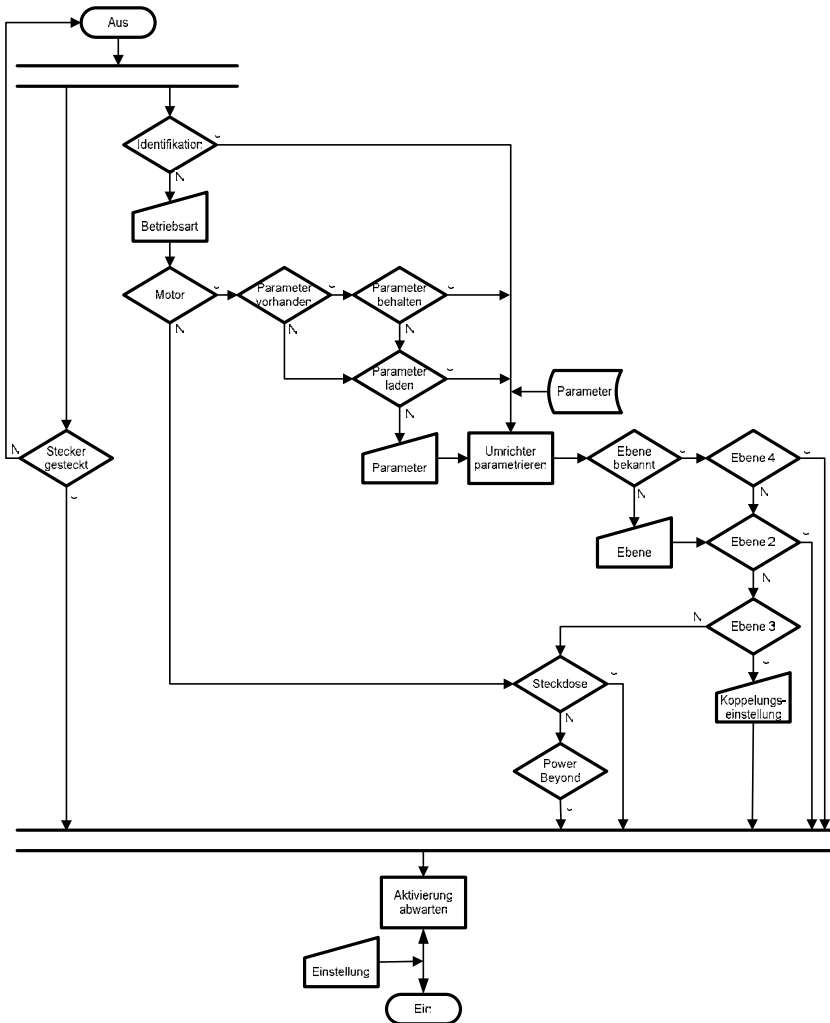 Aus
Identifikation
N
Betriebsart
Motor
Parameter
vorhanden
Parameter
behalten
N
N
N
Parameter
laden
N
Parameter
N
Stecker
gesteckt
Parameter
Umrichter
parametrieren
Ebene
bekannt
Ebene 4
N
N
Ebene
Ebene 2
N
N
Ebene 3
Steckdose
N
Koppelungs-
einstellung
Power
Beyond
Aktivierung
abwarten
Einstellung
Ein